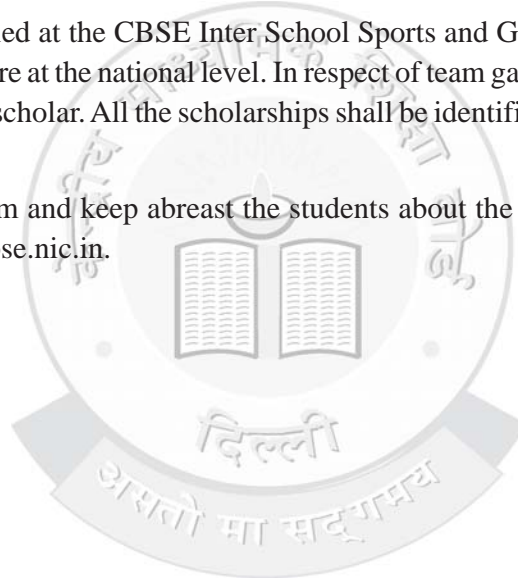 ed at the CBSE Inter School Sports and G
re at the national level. In respect of team ga
scholar. All the scholarships shall be identifi
m and keep abreast the students about the
se.nic.in.
केन्द्रीय माध्यमिक शिक्षा बोर्ड
दिल्ली
असतो मा सद्गमय